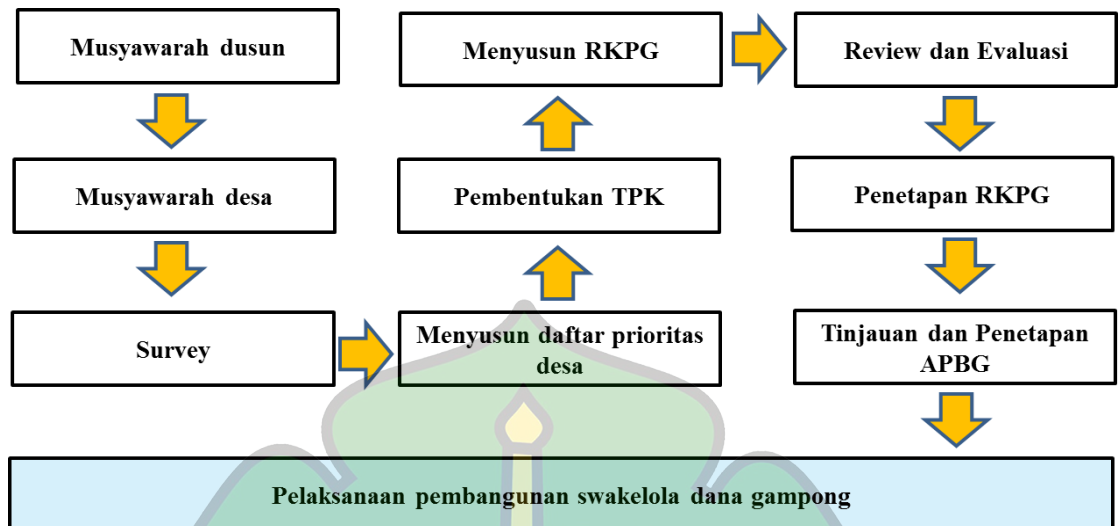 Musyawarah dusun
Musyawarah desa
Survey
Menyusun daftar prioritas
desa
Pembentukan TPK
Menyusun RKPG
Review dan Evaluasi
Penetapan RKPG
Tinjauan dan Penetapan
APBG
Pelaksanaan pembangunan swakelola dana gampong